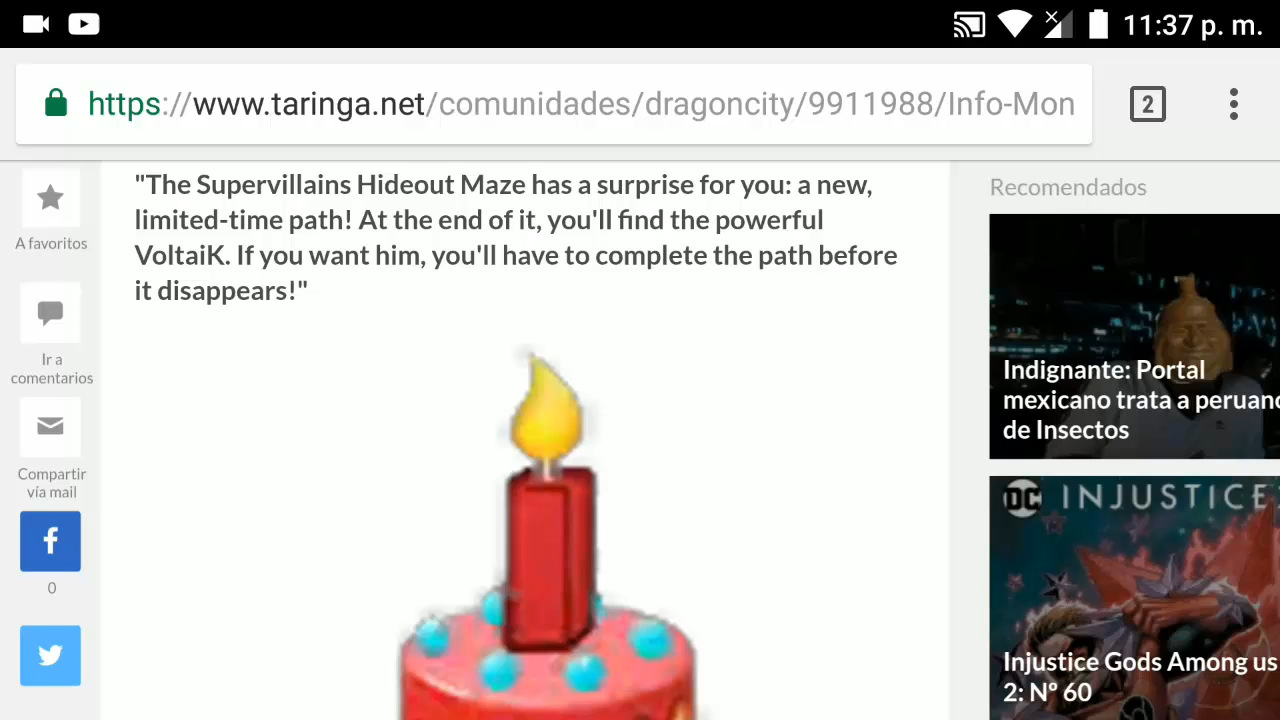 11:37 p. m.
https://www.taringa.net/comunidades/dragoncity/9911988/Info-Mon
2
"The Supervillains Hideout Maze has a surprise for you: a new,
limited-time path! At the end of it, you'll find the powerful
VoltaiK. If you want him, you'll have to complete the path before
it disappears!"
A favoritos
Ir a
comentarios
Compartir
vía mail
f
0
Recomendados
Indignante: Portal
mexicano trata a peruano
de Insectos
DC INJUSTICE
Injustice Gods Among us
2: Nº 60